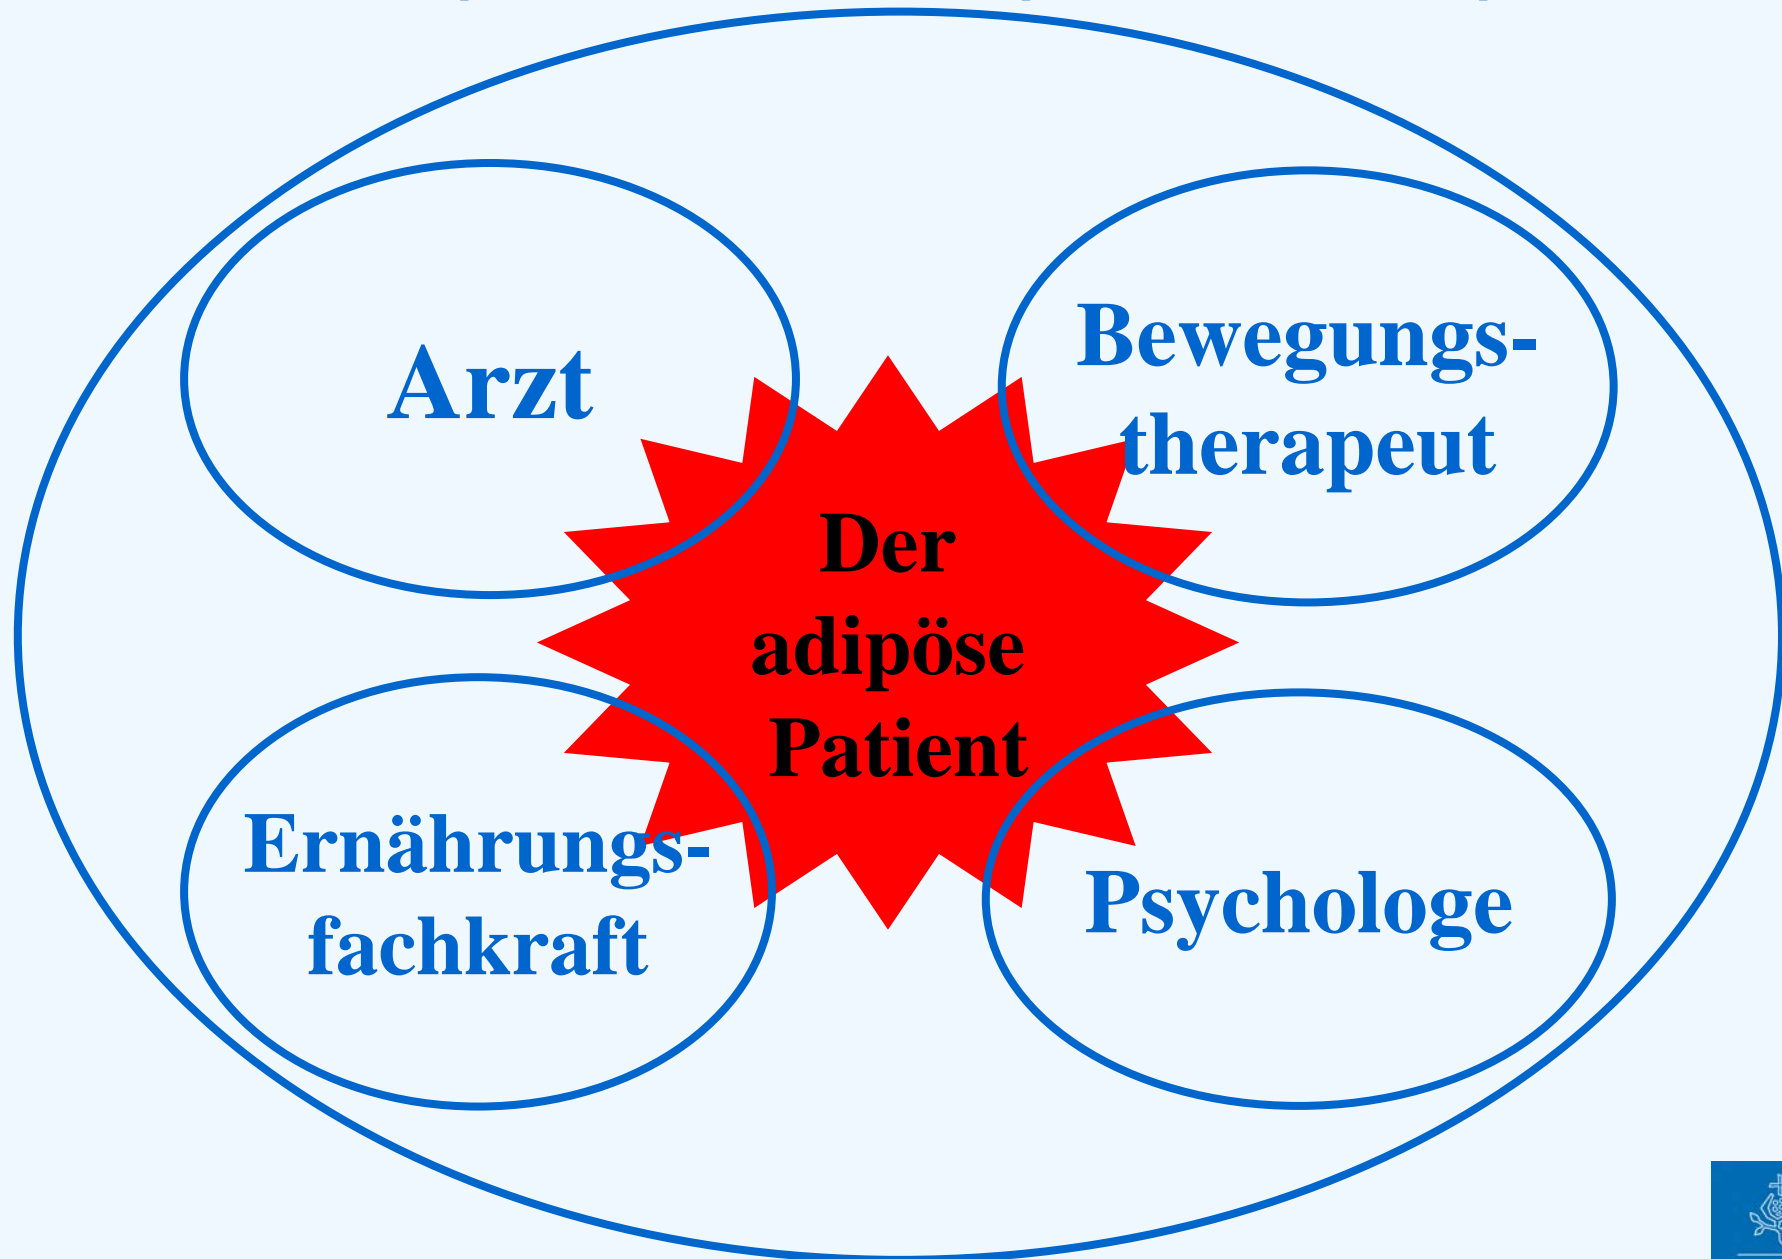 Arzt
Bewegungs-
therapeut
Der
adipöse
Patient
Ernährungs-
fachkraft
Psychologe